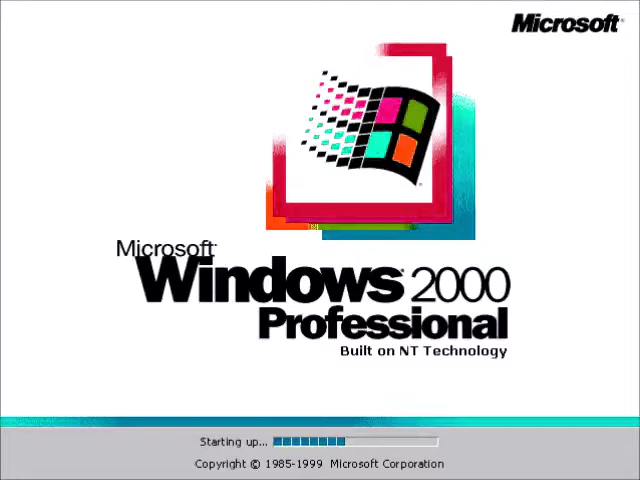 Microsoft®
Microsoft®
Windows® 2000
Professional
Built on NT Technology
Starting up...
Copyright © 1985-1999 Microsoft Corporation